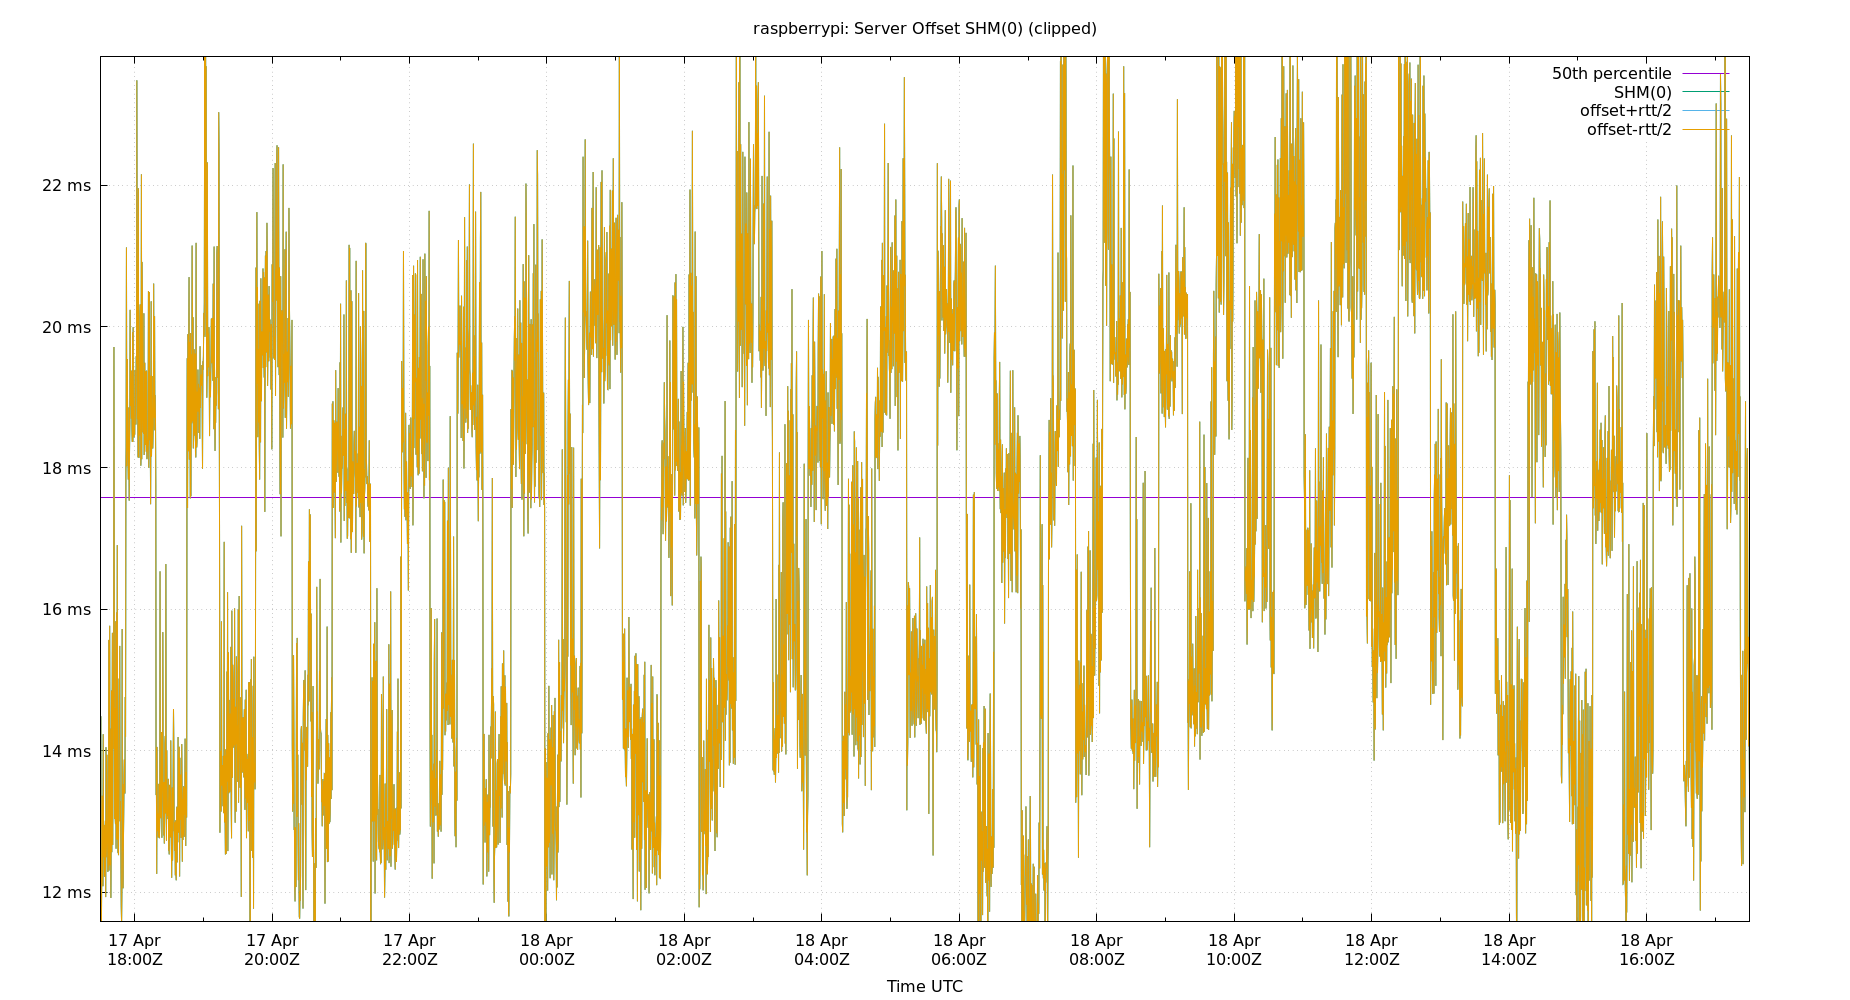 raspberrypi: Server Offset SHM(0) (clipped)
50th percentile
SHM(0)
offset+rtt/2
offset-rtt/2
22 ms
20 ms
18 ms
16 ms
14 ms
12 ms
17 Apr 17 Apr 17 Apr 18 Apr 18 Apr 18 Apr 18 Apr 18 Apr 18 Apr 18 Apr 18 Apr 18 Apr
18:00Z 20:00Z 22:00Z 00:00Z 02:00Z 04:00Z 06:00Z 08:00Z 10:00Z 12:00Z 14:00Z 16:00Z
Time UTC